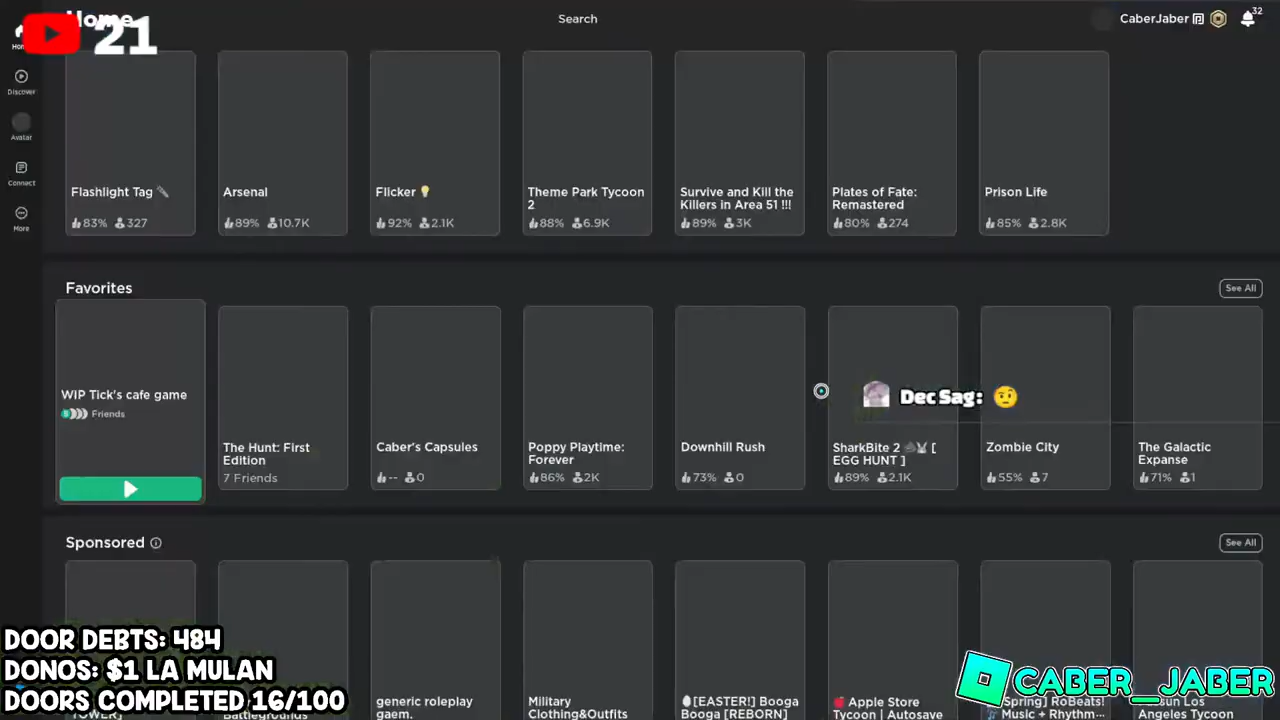 Home
21
Search
CaberJaber
32
Home
Discover
Avatar
Connect
More
Flashlight Tag 🔦
83% 327
Arsenal
89% 10.7K
Flicker 💡
92% 2.1K
Theme Park Tycoon
2
88% 6.9K
Survive and Kill the
Killers in Area 51 !!!
89% 3K
Plates of Fate:
Remastered
80% 274
Prison Life
85% 2.8K
Favorites
See All
WIP Tick's cafe game
Friends
The Hunt: First
Edition
7 Friends
Caber's Capsules
-- 0
Poppy Playtime:
Forever
86% 2K
Downhill Rush
73% 0
SharkBite 2 [
EGG HUNT ]
89% 2.1K
Zombie City
55% 7
The Galactic
Expanse
71% 1
Dec Sag: 🤨
Sponsored
See All
TOWER]
Battlegrounds
generic roleplay
gaem.
Military
Clothing&Outfits
[EASTER!] Booga
Booga [REBORN]
Apple Store
Tycoon | Autosave
[Spring] RoBeats!
Music + Rhythm...
Angeles Tycoon
DOOR DEBTS: 484
DONOS: $1 LA MULAN
DOORS COMPLETED 16/100
CABER__JABER